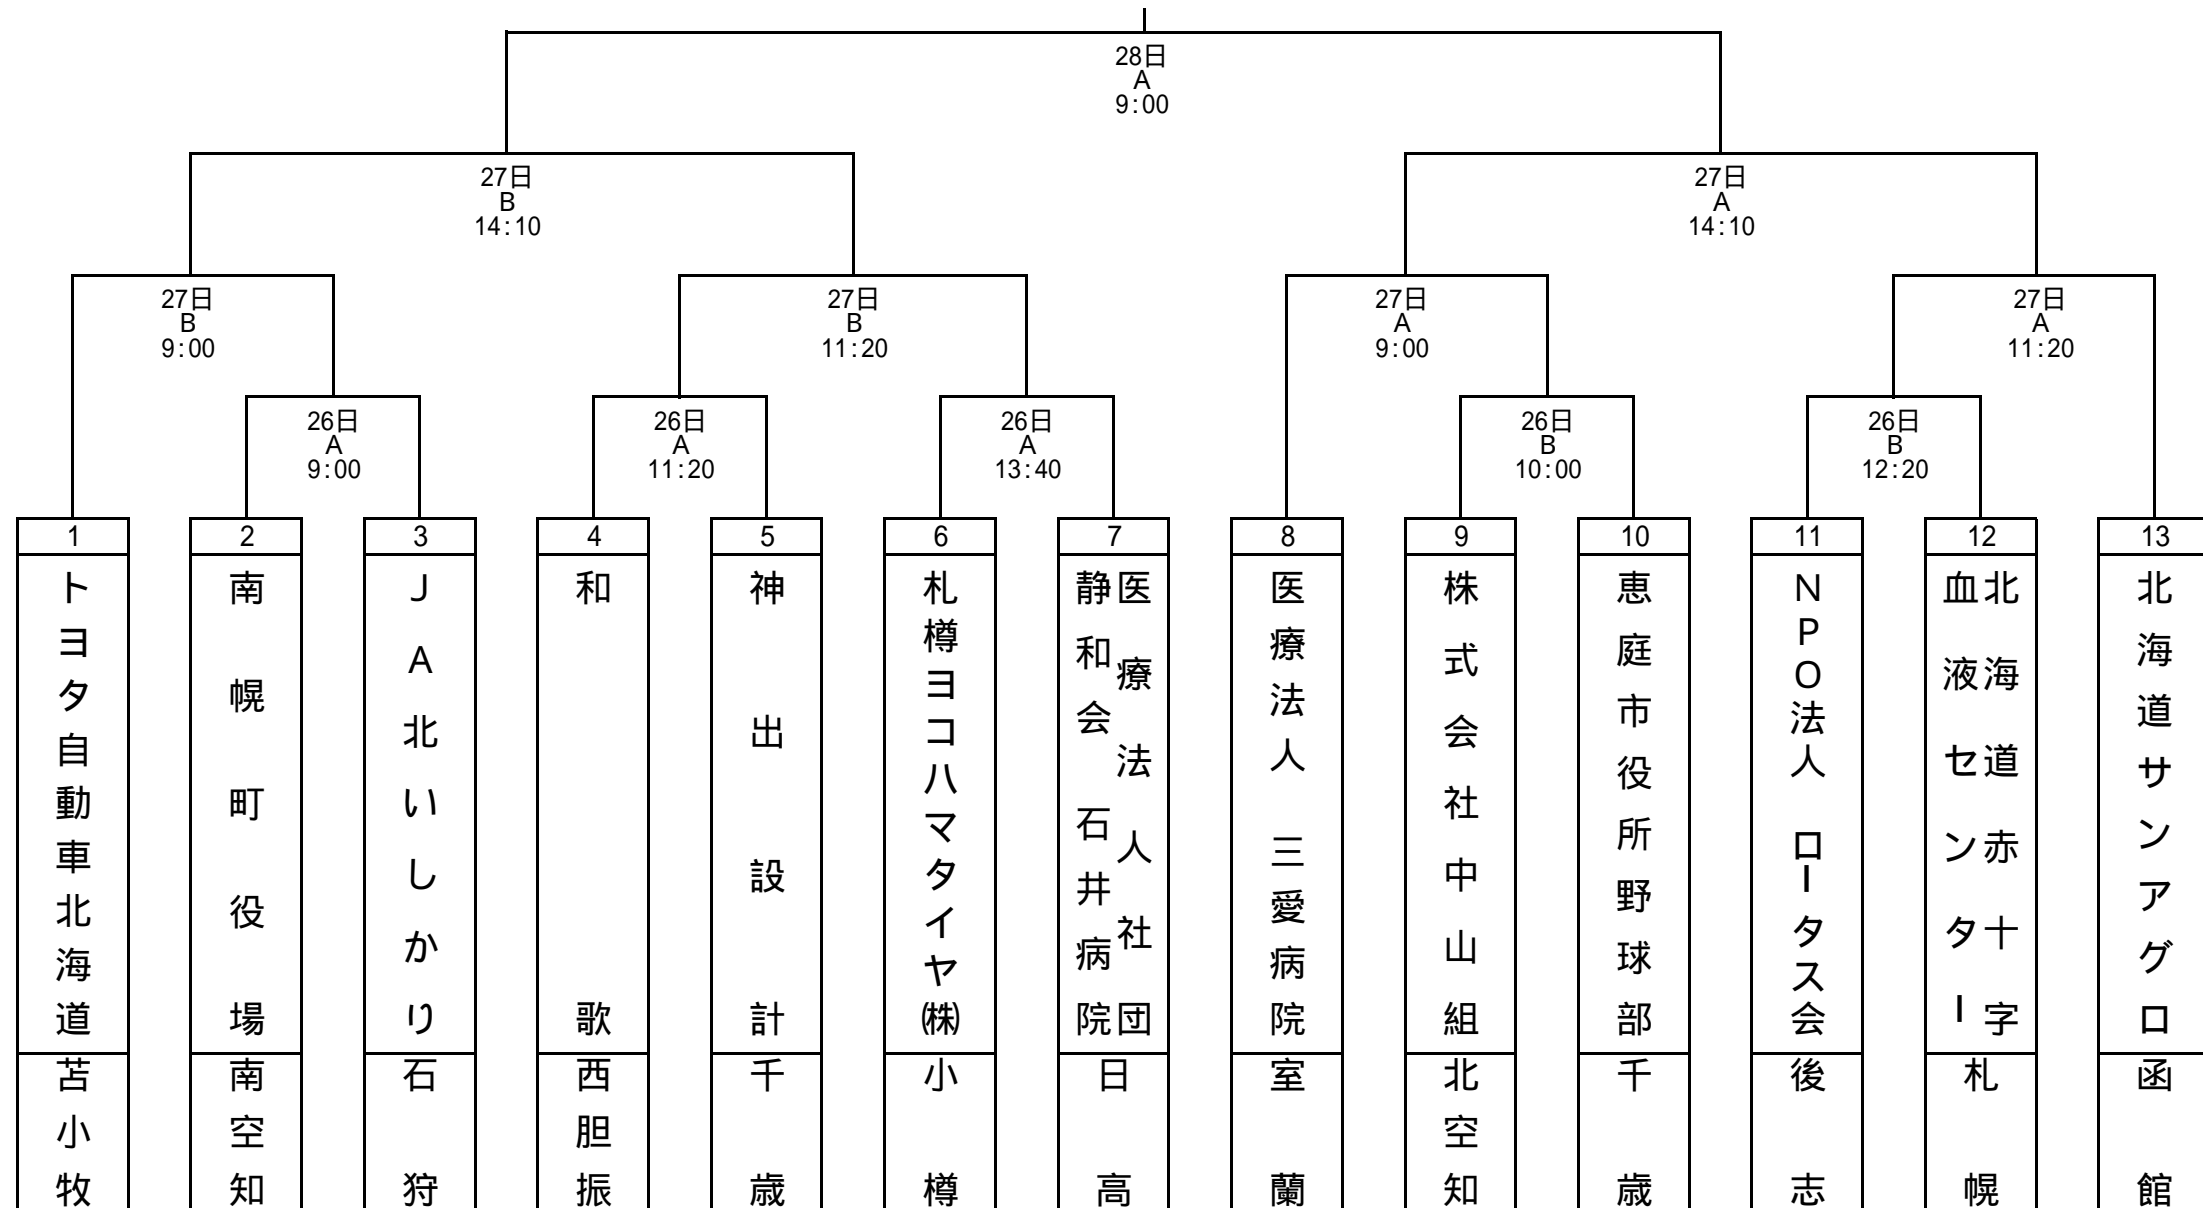 28日
A
9:00
27日
B
14:10
27日
A
14:10
27日
B
9:00
27日
B
11:20
27日
A
9:00
27日
A
11:20
26日
A
9:00
26日
A
11:20
26日
A
13:40
26日
B
10:00
26日
B
12:20
1
トヨタ自動車北海道
苫小牧
2
南幌町役場
南空知
3
JA北いしかり
石狩
4
和歌
西胆振
5
神出設計
千歳
6
札樽ヨコハマタイヤ㈱
小樽
7
医療法人社団
静和会 石井病院
日高
8
医療法人 三愛病院
室蘭
9
株式会社中山組
北空知
10
恵庭市役所野球部
千歳
11
NPO法人 ロータス会
後志
12
北海道赤十字
血液センター
札幌
13
北海道サンアグロ
函館